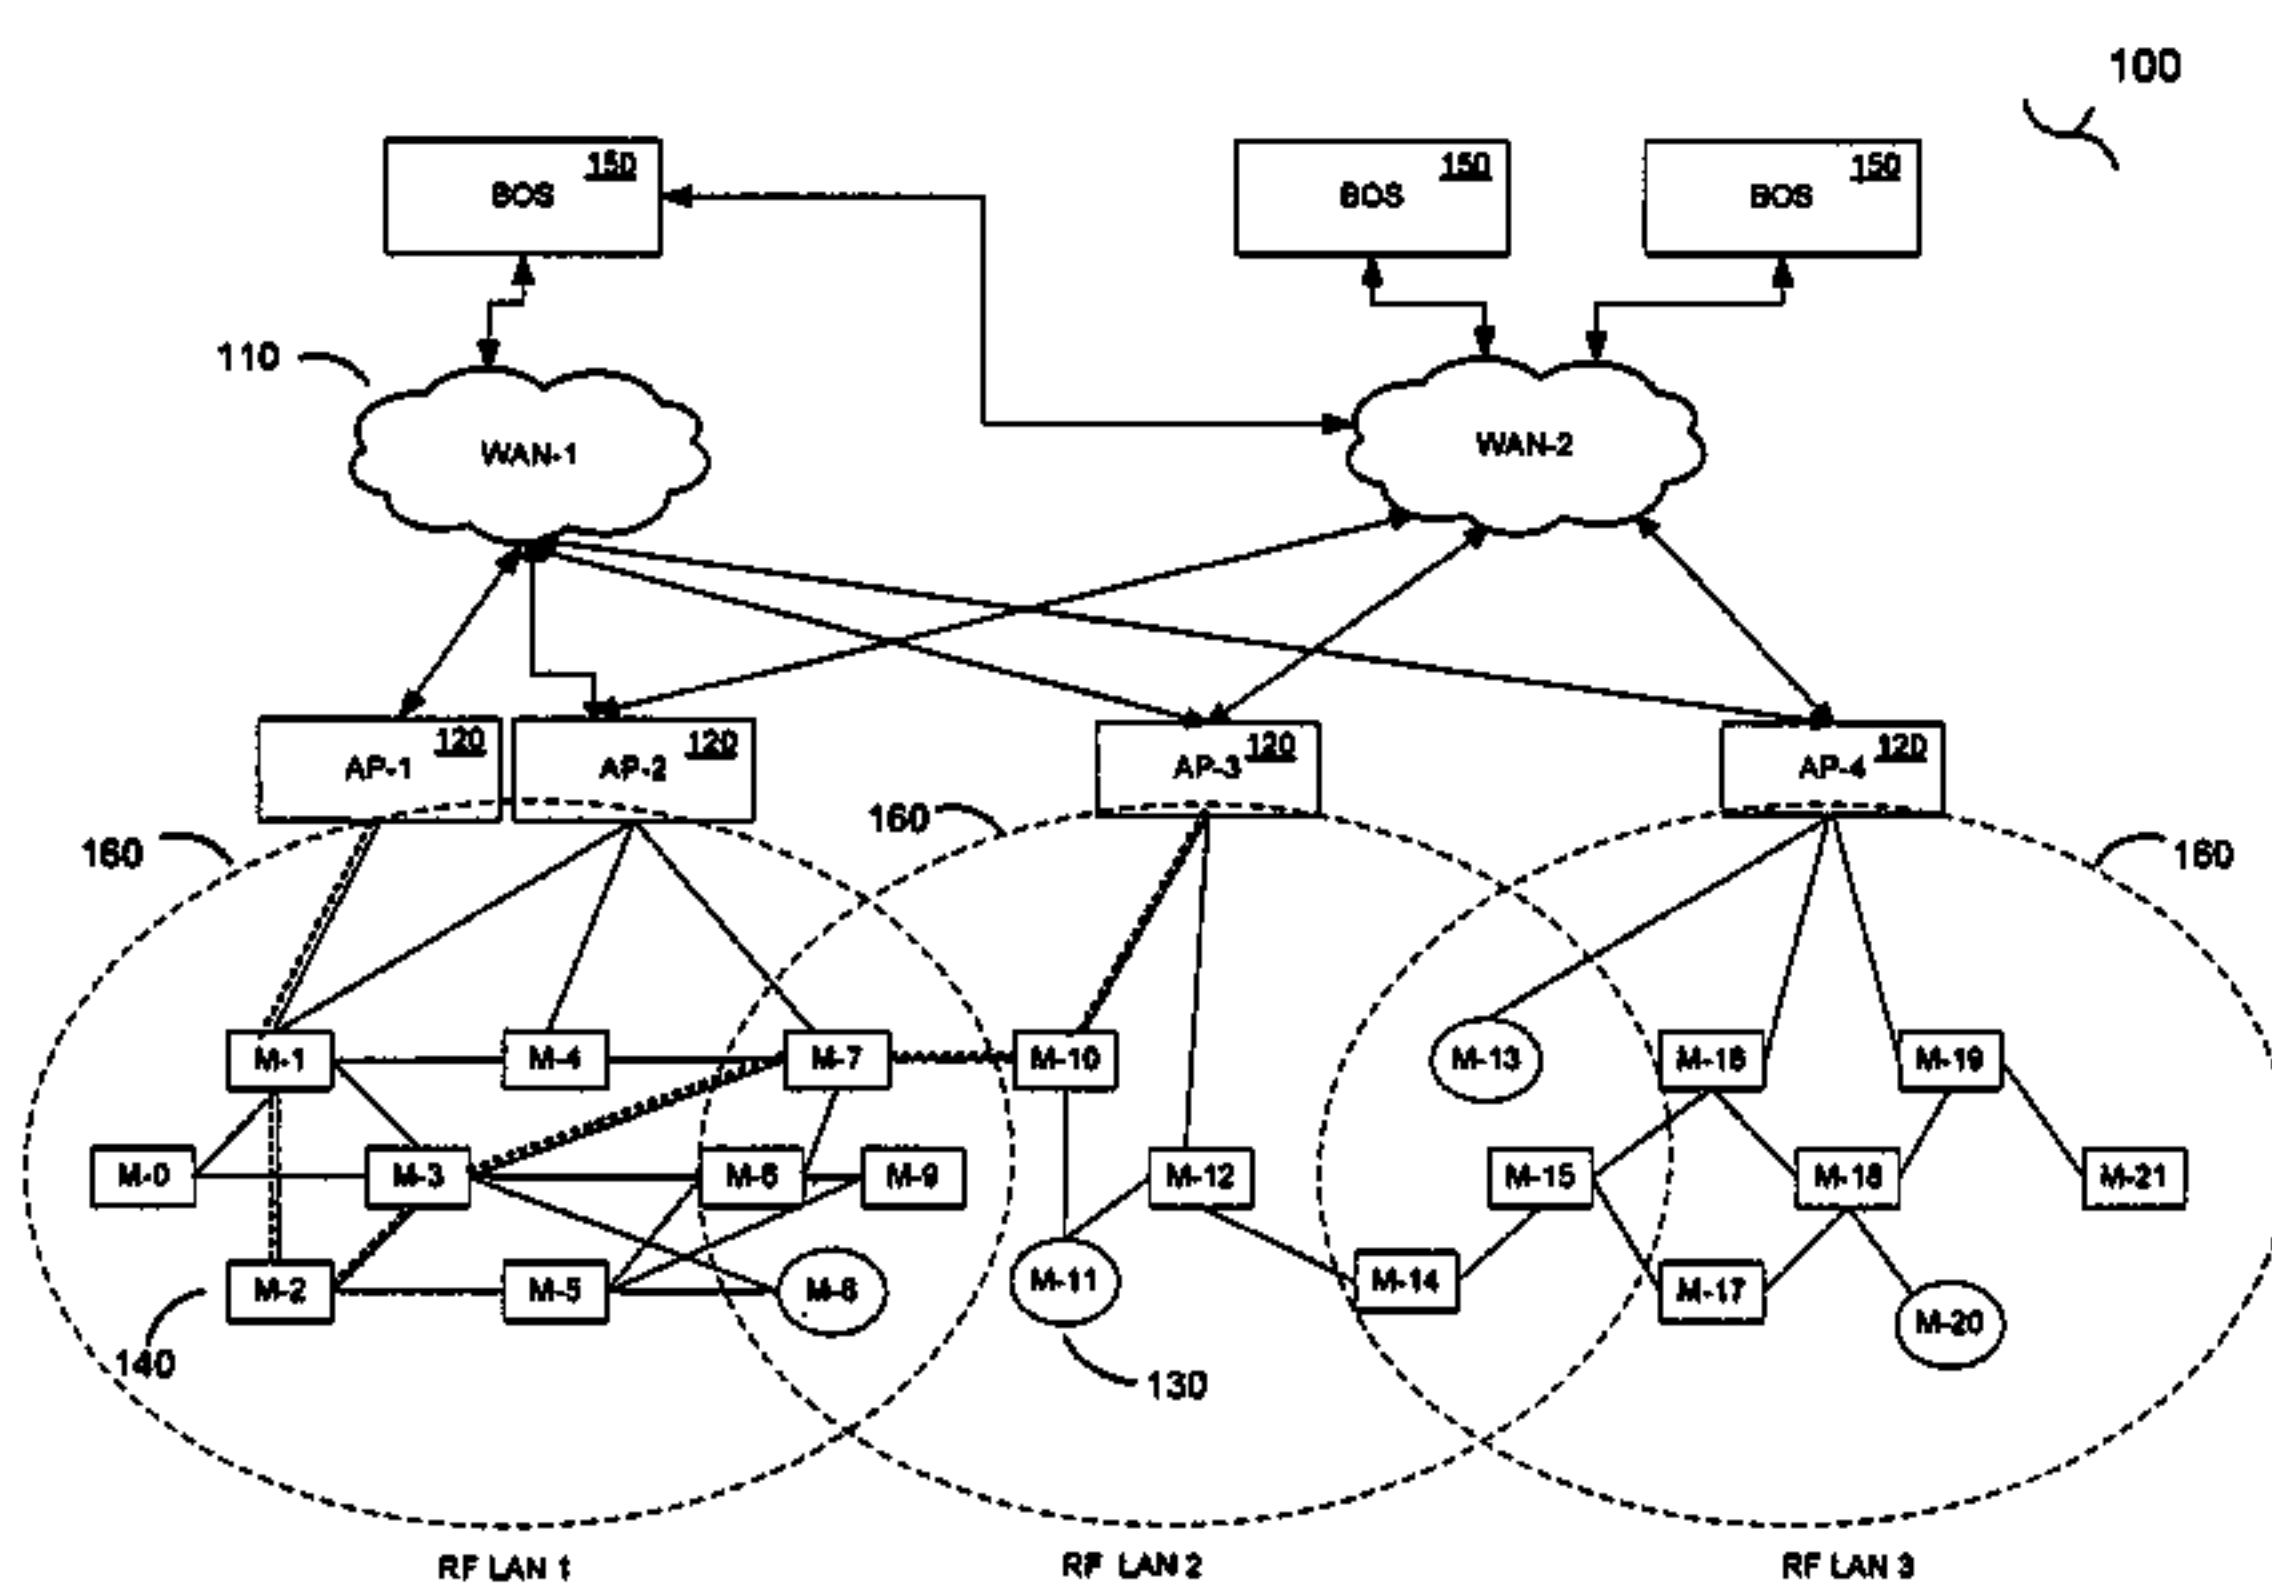 100
150
BOS
150
BOS
150
BOS
110
WAN-1
WAN-2
120
AP-1
120
AP-2
120
AP-3
120
AP-4
160
160
160
M-1
M-4
M-7
M-10
M-13
M-16
M-19
M-0
M-3
M-6
M-9
M-12
M-15
M-18
M-21
M-2
M-5
M-8
M-11
M-14
M-17
M-20
140
130
RF LAN 1
RF LAN 2
RF LAN 3